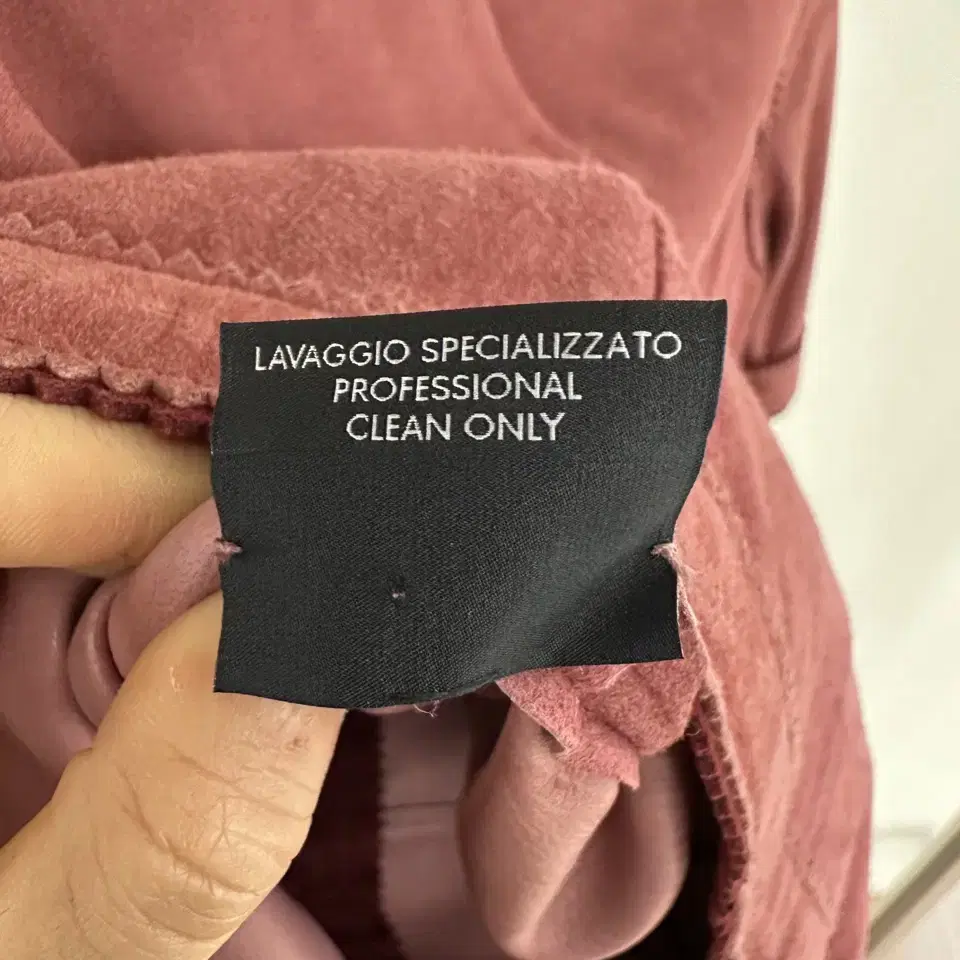 LAVAGGIO SPECIALIZZATO
PROFESSIONAL
CLEAN ONLY